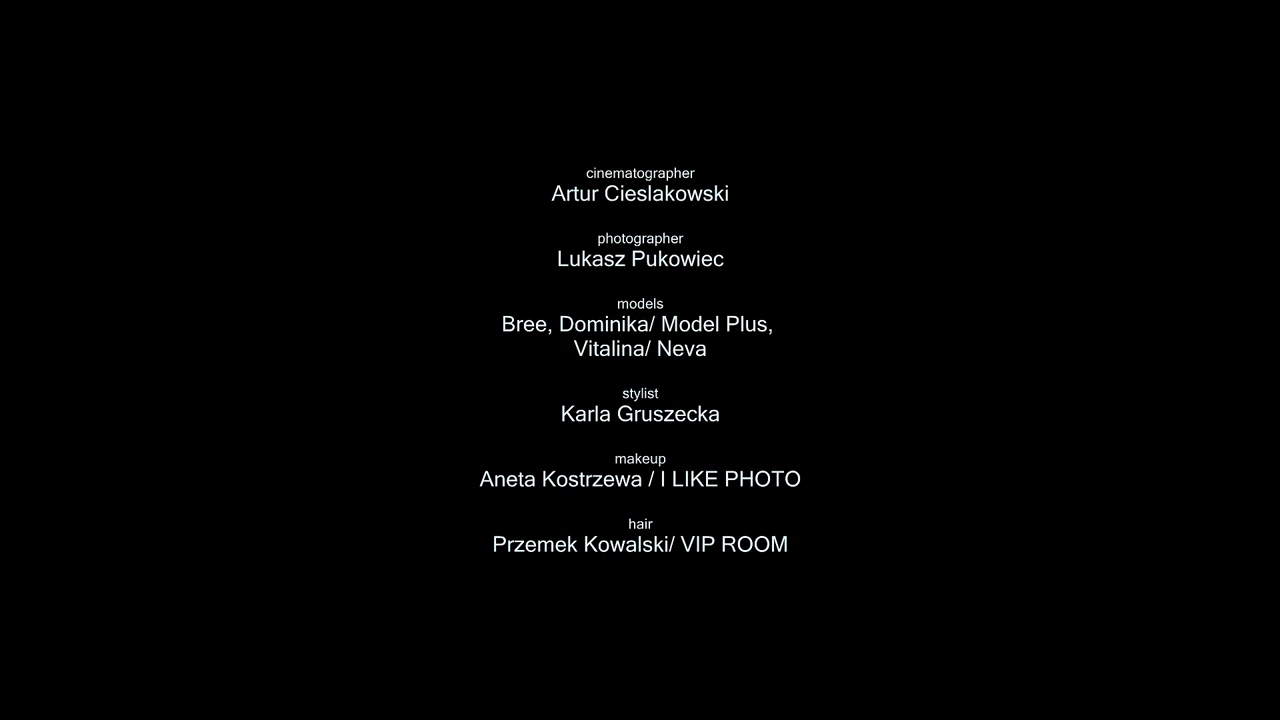 cinematographer
Artur Cieslakowski
photographer
Lukasz Pukowiec
models
Bree, Dominika/ Model Plus,
Vitalina/ Neva
stylist
Karla Gruszecka
makeup
Aneta Kostrzewa / I LIKE PHOTO
hair
Przemek Kowalski/ VIP ROOM